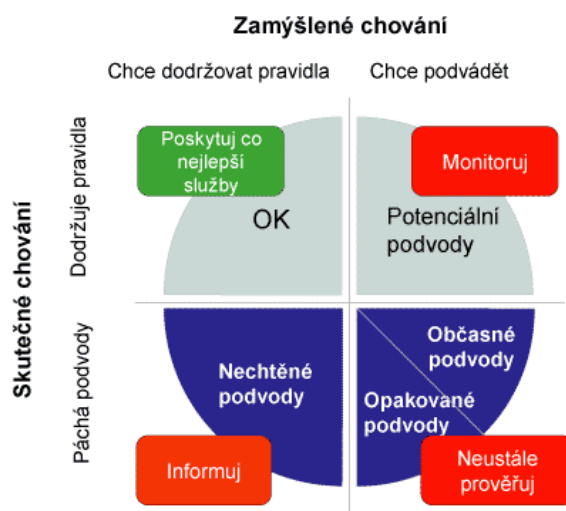 Zamýšlené chování
Chce dodržovat pravidla
Chce podvádět
Skutečné chování
Dodržuje pravidla
Poskytuj co
nejlepší
služby
OK
Monitoruj
Potenciální
podvody
Páchá podvody
Nechtěné
podvody
Informuj
Občasné
podvody
Opakované
podvody
Neustále
prověřuj